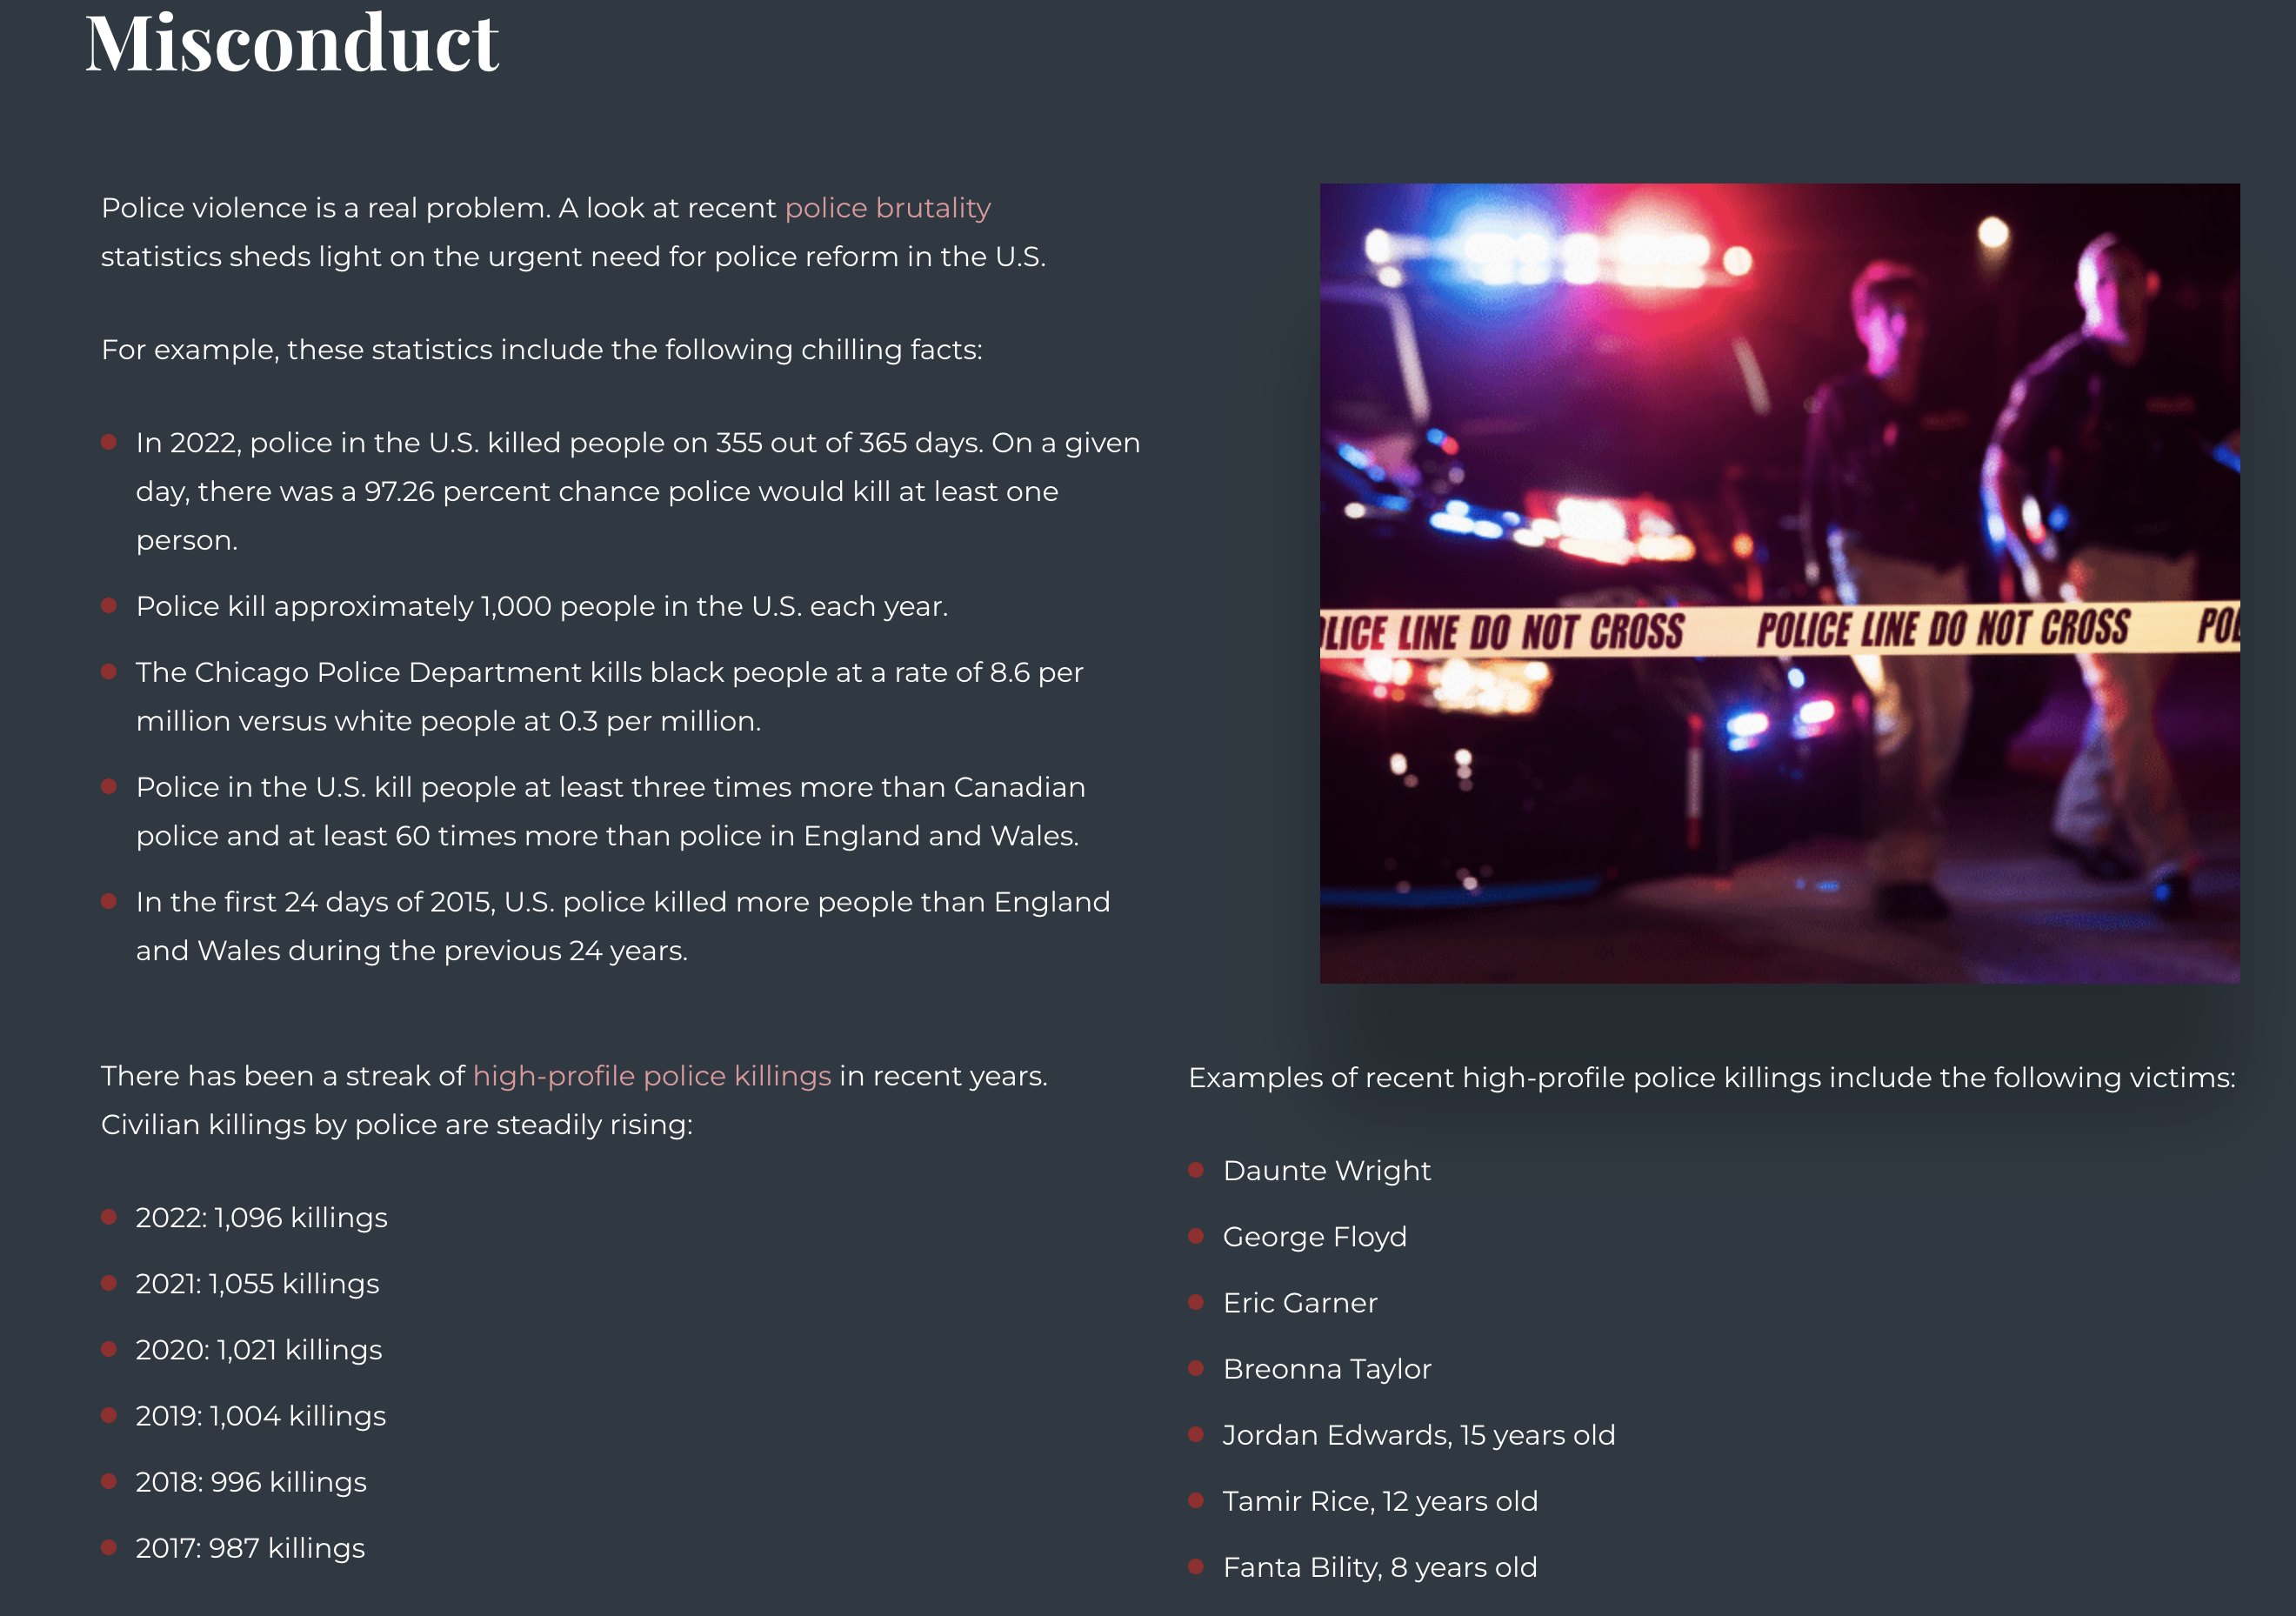 Misconduct
Police violence is a real problem. A look at recent police brutality
statistics sheds light on the urgent need for police reform in the U.S.
For example, these statistics include the following chilling facts:
In 2022, police in the U.S. killed people on 355 out of 365 days. On a given
day, there was a 97.26 percent chance police would kill at least one
person.
Police kill approximately 1,000 people in the U.S. each year.
The Chicago Police Department kills black people at a rate of 8.6 per
million versus white people at 0.3 per million.
Police in the U.S. kill people at least three times more than Canadian
police and at least 60 times more than police in England and Wales.
In the first 24 days of 2015, U.S. police killed more people than England
and Wales during the previous 24 years.
OLICE LINE DO NOT CROSS POLICE LINE DO NOT CROSS POL
There has been a streak of high-profile police killings in recent years.
Civilian killings by police are steadily rising:
2022: 1,096 killings
2021: 1,055 killings
2020: 1,021 killings
2019: 1,004 killings
2018: 996 killings
2017: 987 killings
Examples of recent high-profile police killings include the following victims:
Daunte Wright
George Floyd
Eric Garner
Breonna Taylor
Jordan Edwards, 15 years old
Tamir Rice, 12 years old
Fanta Bility, 8 years old